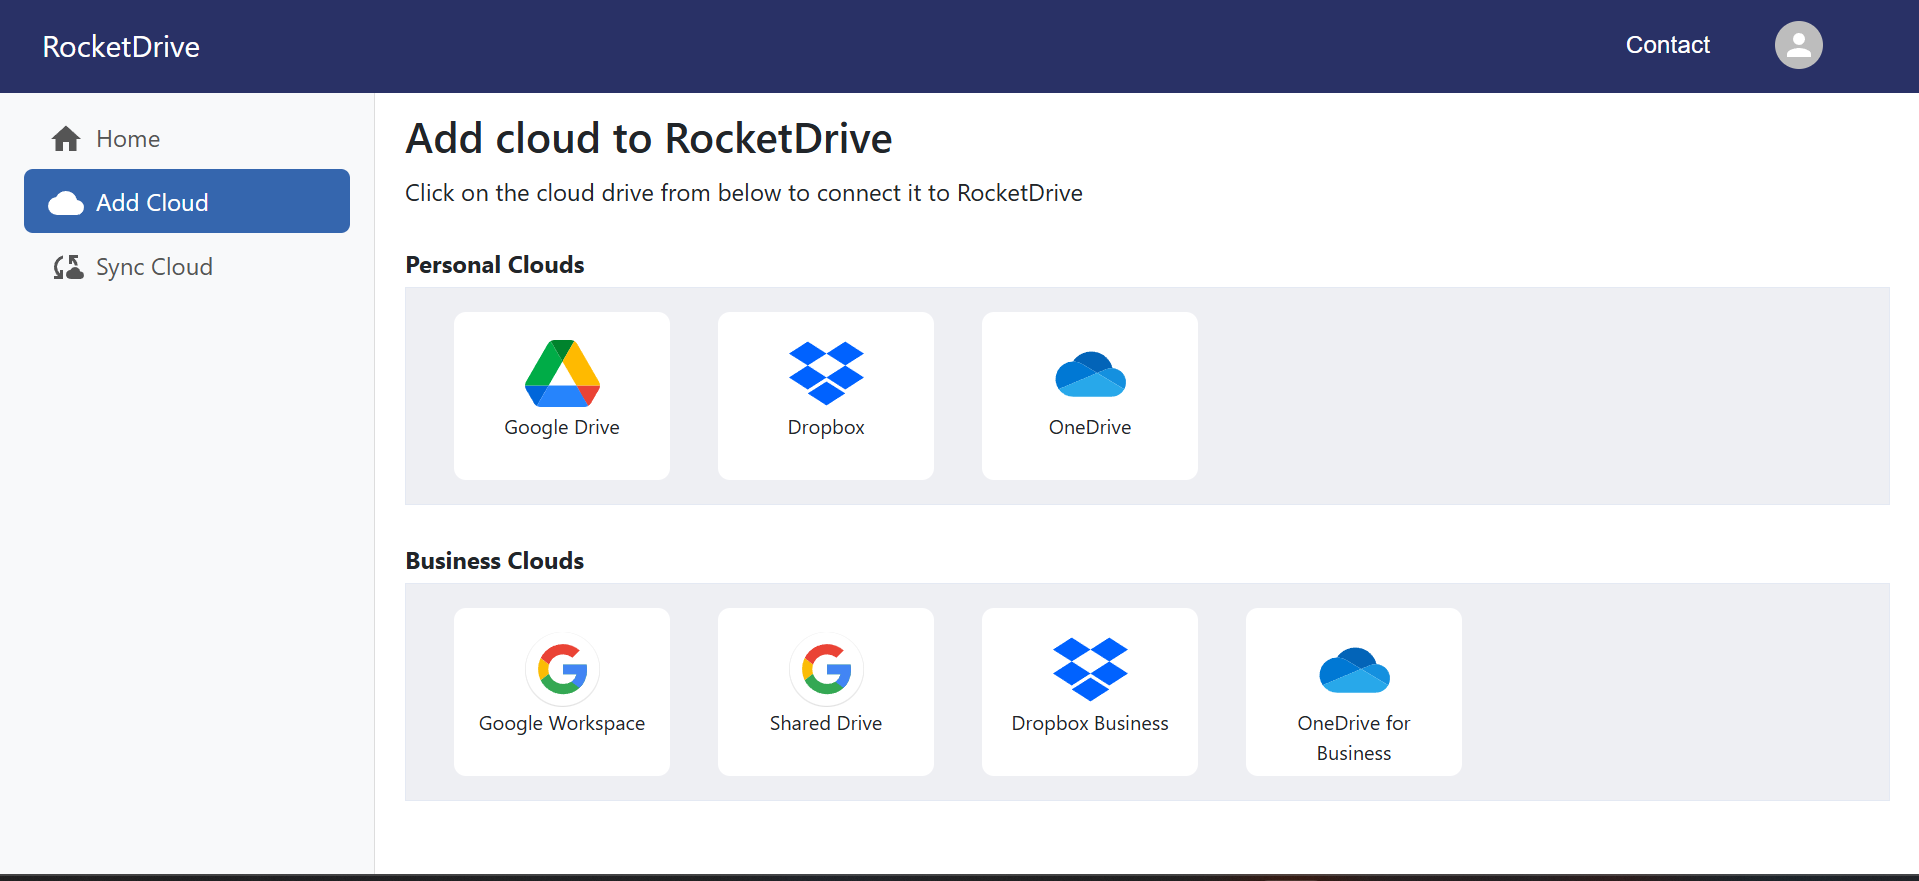 RocketDrive
Contact
Home
Add Cloud
Sync Cloud
Add cloud to RocketDrive
Click on the cloud drive from below to connect it to RocketDrive
Personal Clouds
Google Drive
Dropbox
OneDrive
Business Clouds
Google Workspace
Shared Drive
Dropbox Business
OneDrive for
Business